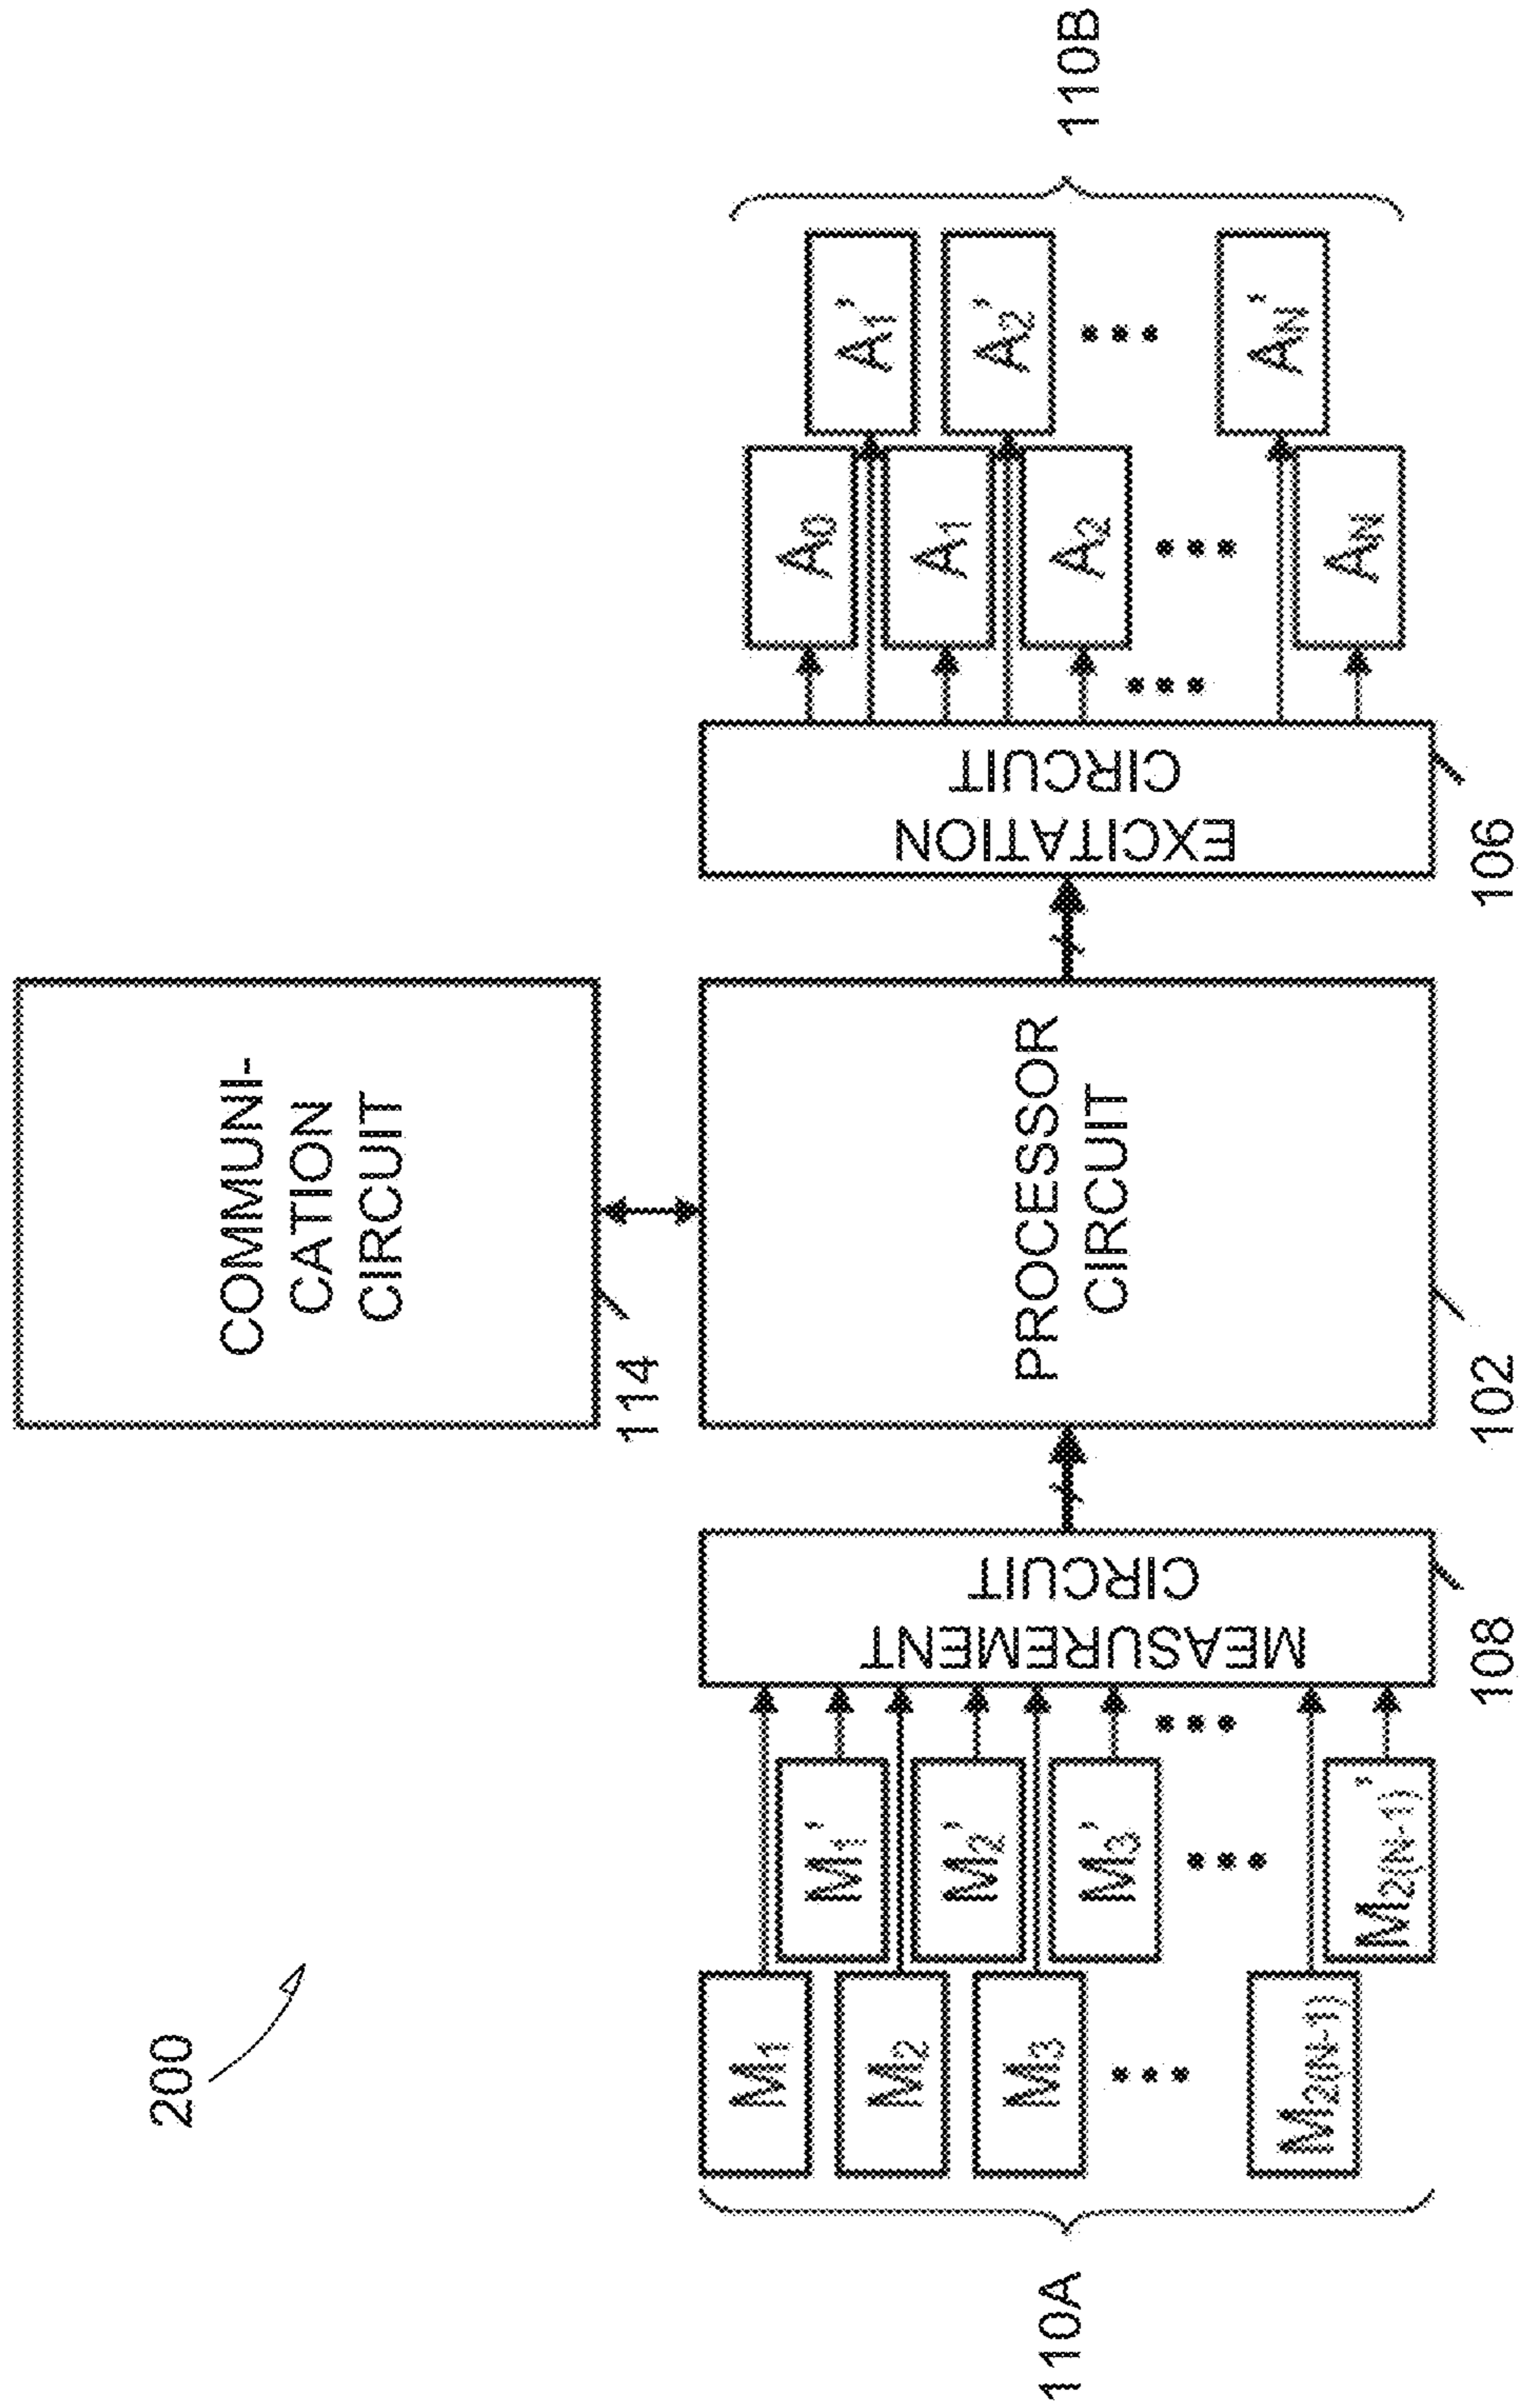 200
COMMUNI-
CATION
CIRCUIT
114
110A
M1
M2
M3
M2(N-1)
M1'
M2'
M3'
M2(N-1)'
MEASUREMENT
CIRCUIT
108
PROCESSOR
CIRCUIT
102
EXCITATION
CIRCUIT
106
A0
A1
A2
AN
A1'
A2'
AN'
110B